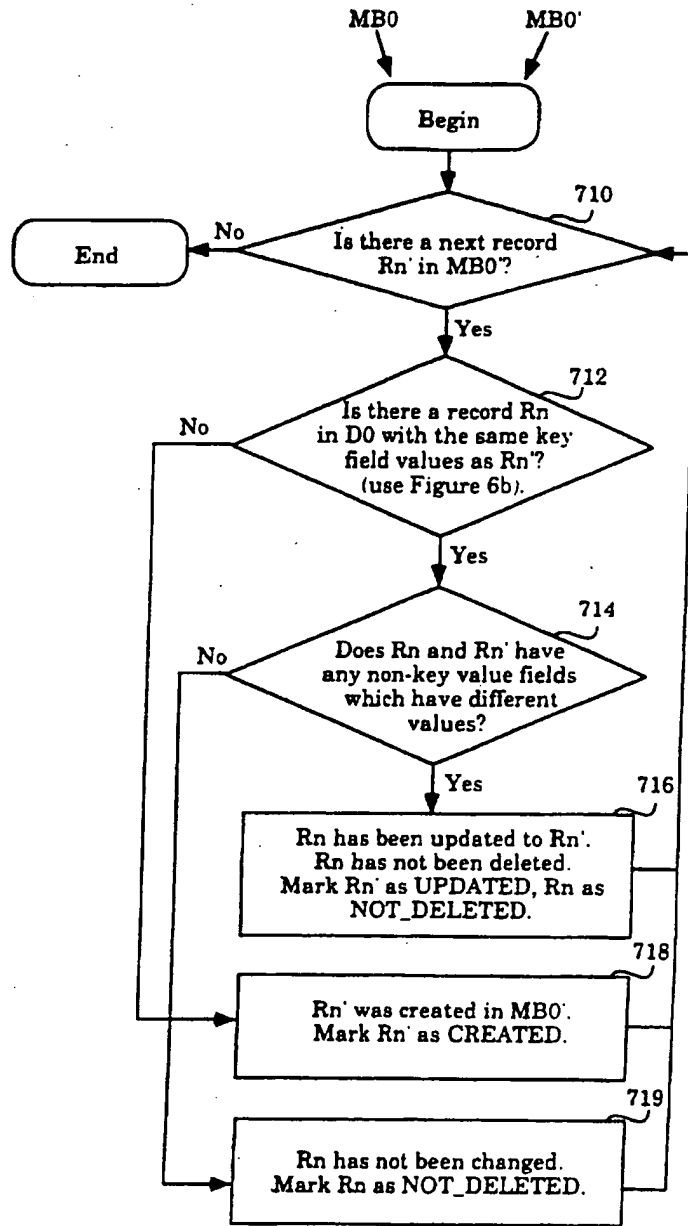 MB0
MB0'
Begin
710
No
End
Is there a next record
Rn' in MB0'?
Yes
712
No
Is there a record Rn
in D0 with the same key
field values as Rn'?
(use Figure 6b).
Yes
714
No
Does Rn and Rn' have
any non-key value fields
which have different
values?
Yes
716
Rn has been updated to Rn'.
Rn has not been deleted.
Mark Rn' as UPDATED, Rn as
NOT_DELETED.
718
Rn' was created in MB0'.
Mark Rn' as CREATED.
719
Rn has not been changed.
Mark Rn as NOT_DELETED.